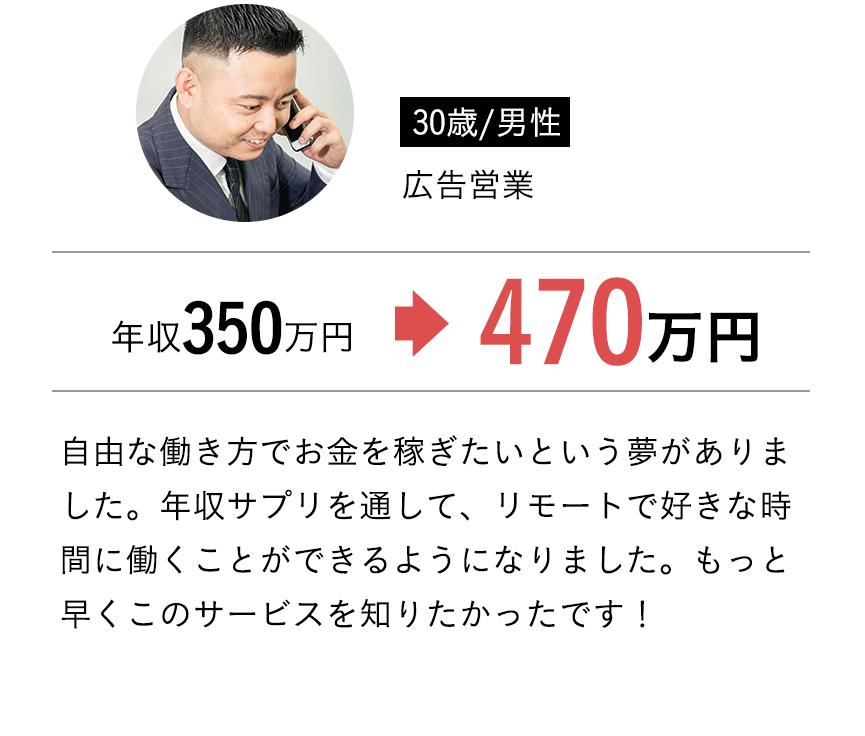 30歳/男性
広告営業
年収350万円 470万円
自由な働き方でお金を稼ぎたいという夢がありま
した。年収サプリを通して、リモートで好きな時
間に働くことができるようになりました。もっと
早くこのサービスを知りたかったです！